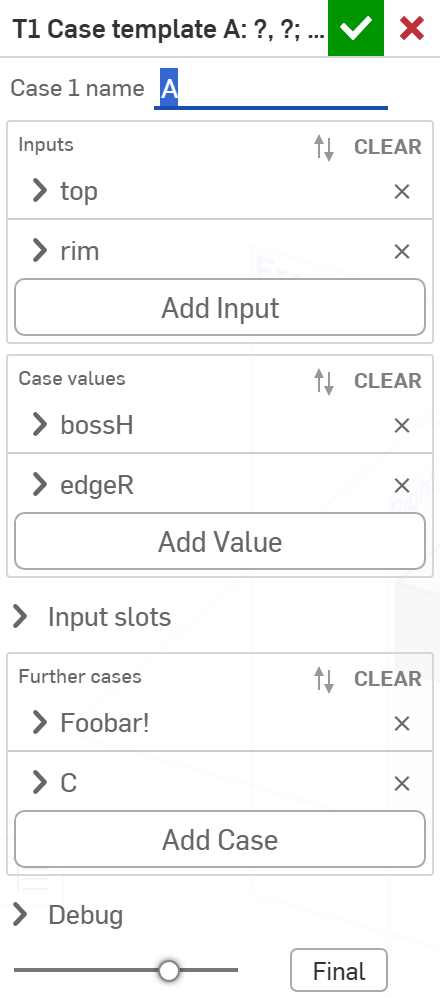 T1 Case template A: ?, ?; ...
Case 1 name A
Inputs CLEAR
top
rim
Add Input
Case values CLEAR
bossH
edgeR
Add Value
Input slots
Further cases CLEAR
Foobar!
C
Add Case
Debug
Final